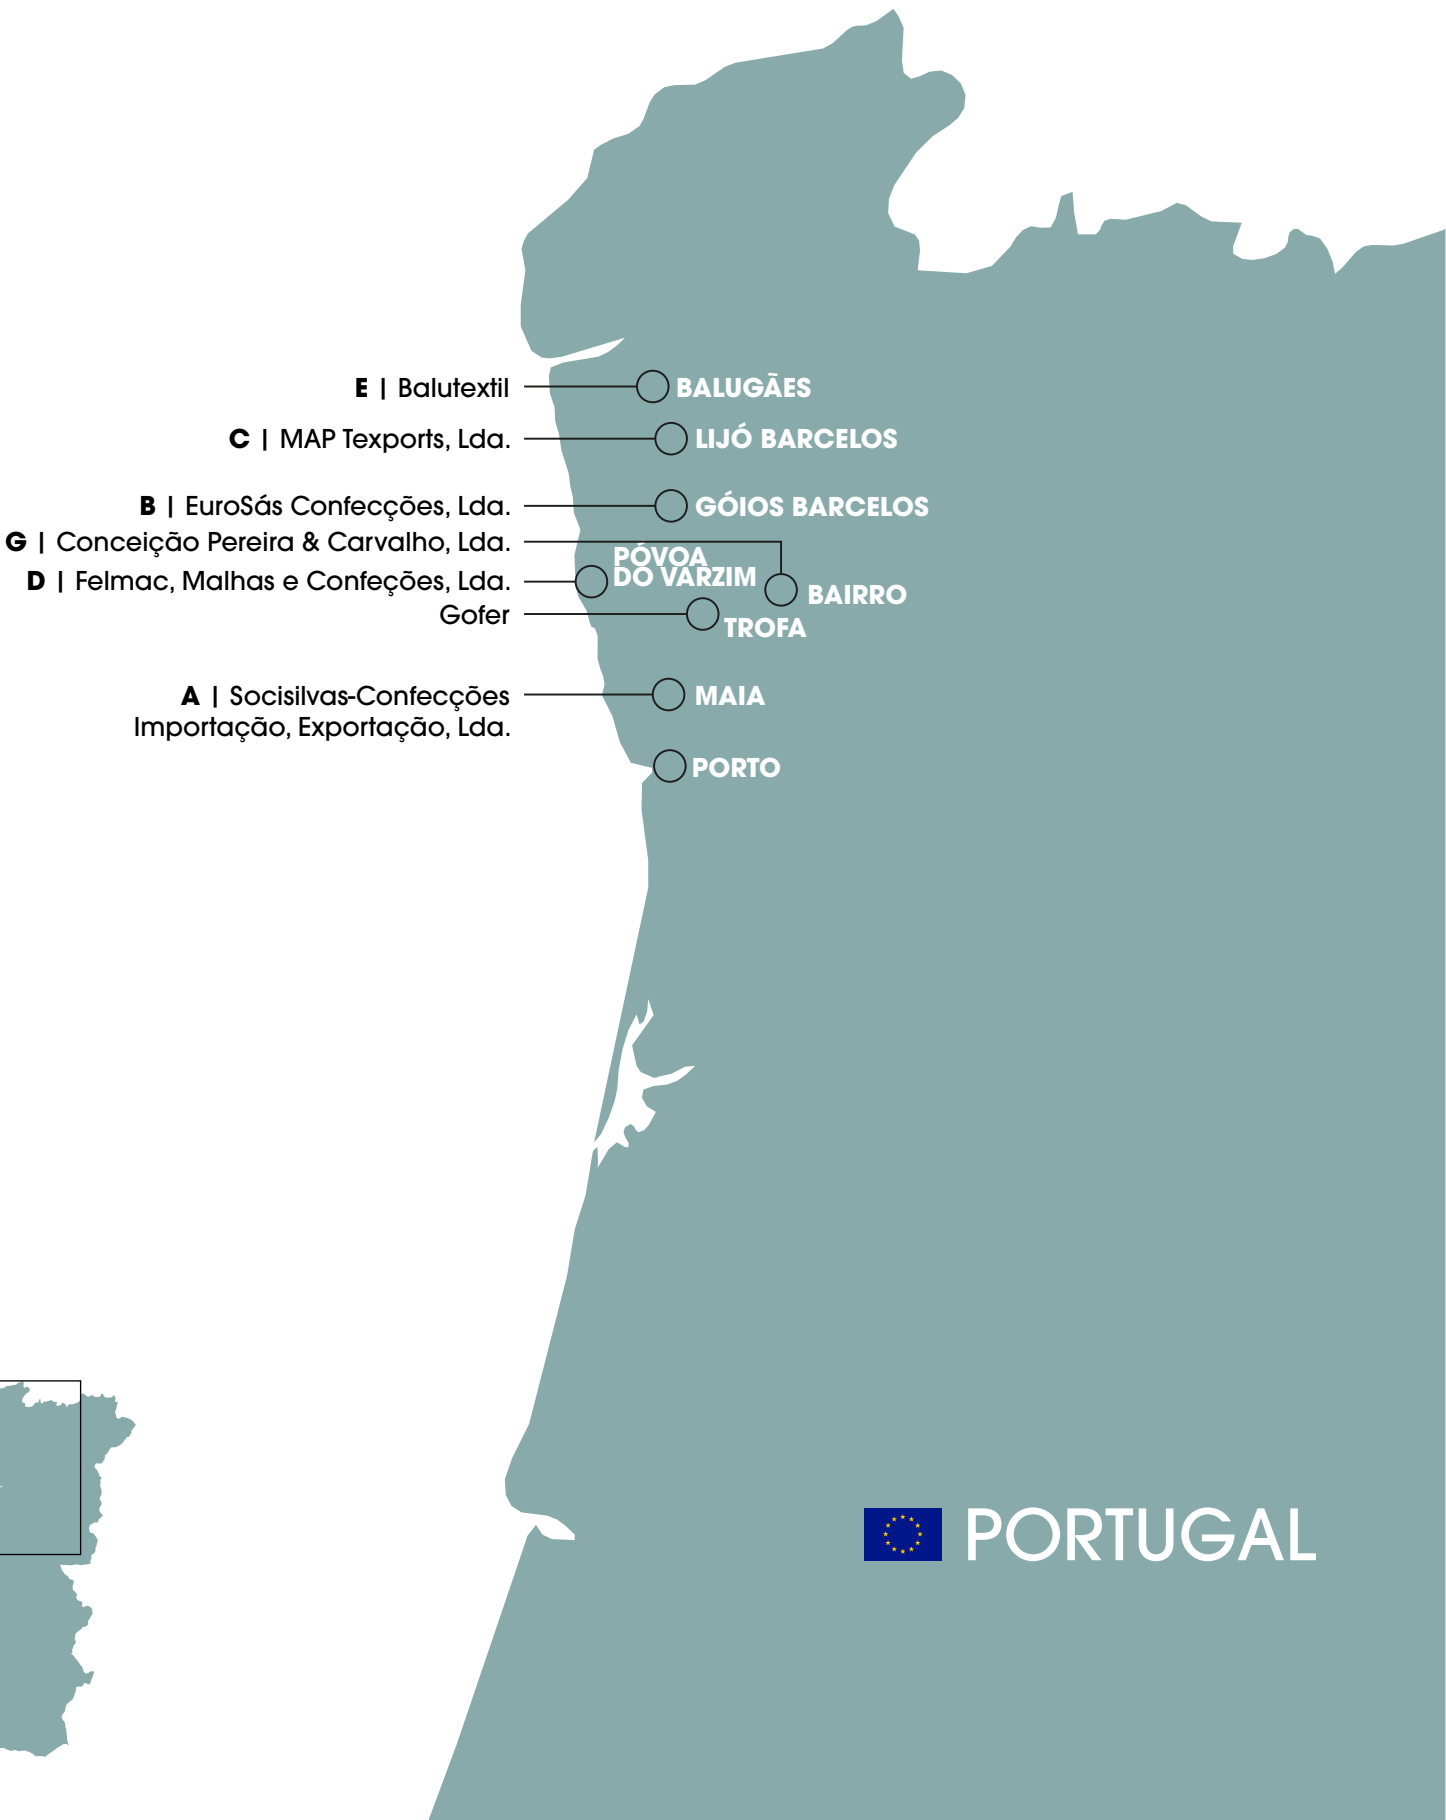 E | Balutextil
BALUGÃES
C | MAP Texports, Lda.
LIJÓ BARCELOS
B | EuroSás Confecções, Lda.
GÓIOS BARCELOS
G | Conceição Pereira & Carvalho, Lda.
BAIRRO
D | Felmac, Malhas e Confeções, Lda.
PÓVOA
DO VARZIM
Gofer
TROFA
A | Socisilvas-Confecções
Importação, Exportação, Lda.
MAIA
PORTO
PORTUGAL